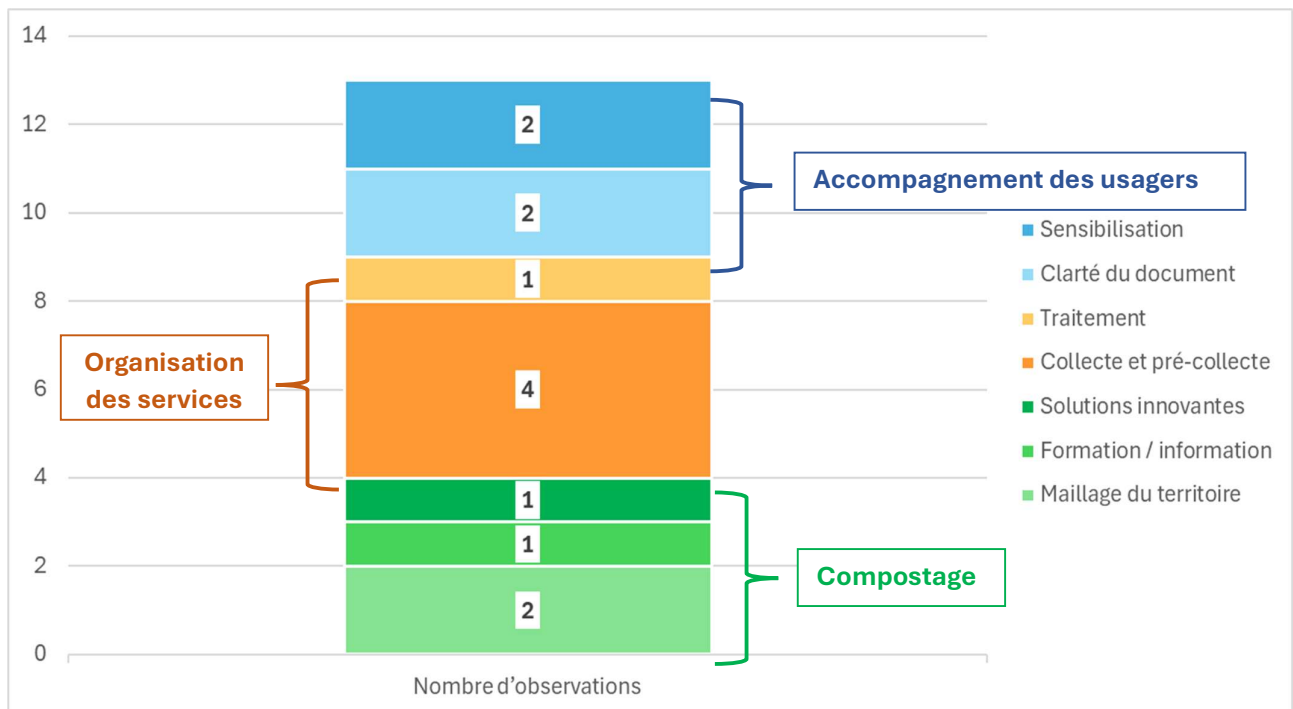 14
12
10
8
6
4
2
0
2
2
1
4
1
1
2
Nombre d'observations
Accompagnement des usagers
Organisation
des services
Compostage
Sensibilisation
Clarté du document
Traitement
Collecte et pré-collecte
Solutions innovantes
Formation / information
Maillage du territoire